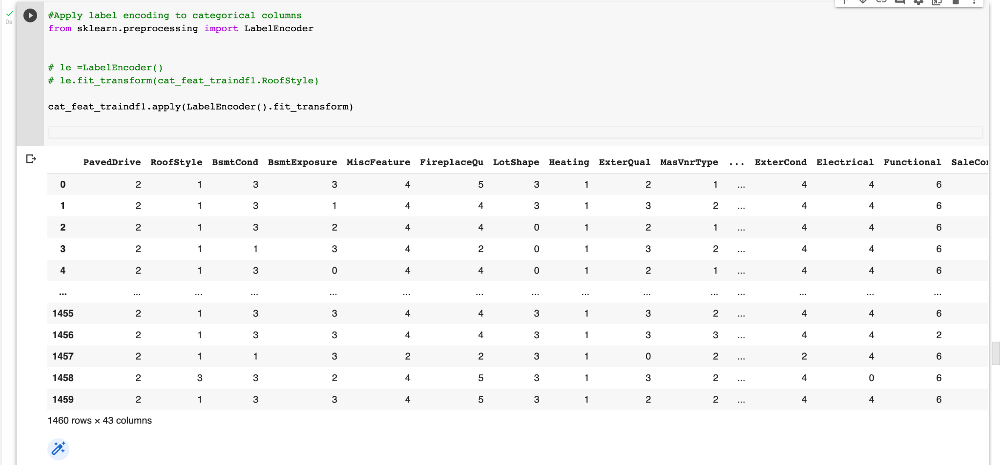 #Apply label encoding to categorical columns
0s
from sklearn.preprocessing import LabelEncoder
# le =LabelEncoder()
# le.fit_transform(cat_feat_traindf1.RoofStyle)
cat_feat_traindf1.apply(LabelEncoder().fit_transform)
PavedDrive RoofStyle BsmtCond BsmtExposure MiscFeature FireplaceQu LotShape Heating ExterQual MasVnrType ... ExterCond Electrical Functional SaleCon
0 2 1 3 3 4 5 3 1 2 1 ... 4 4 6
1 2 1 3 1 4 4 3 1 3 2 ... 4 4 6
2 2 1 3 2 4 4 0 1 2 1 ... 4 4 6
3 2 1 1 3 4 2 0 1 3 2 ... 4 4 6
4 2 1 3 0 4 4 0 1 2 1 ... 4 4 6
... ... ... ... ... ... ... ... ... ... ... ... ... ... ...
1455 2 1 3 3 4 4 3 1 3 2 ... 4 4 6
1456 2 1 3 3 4 4 3 1 3 3 ... 4 4 2
1457 2 1 1 3 2 2 3 1 0 2 ... 2 4 6
1458 2 3 3 2 4 5 3 1 3 2 ... 4 0 6
1459 2 1 3 3 4 5 3 1 2 2 ... 4 4 6
1460 rows × 43 columns